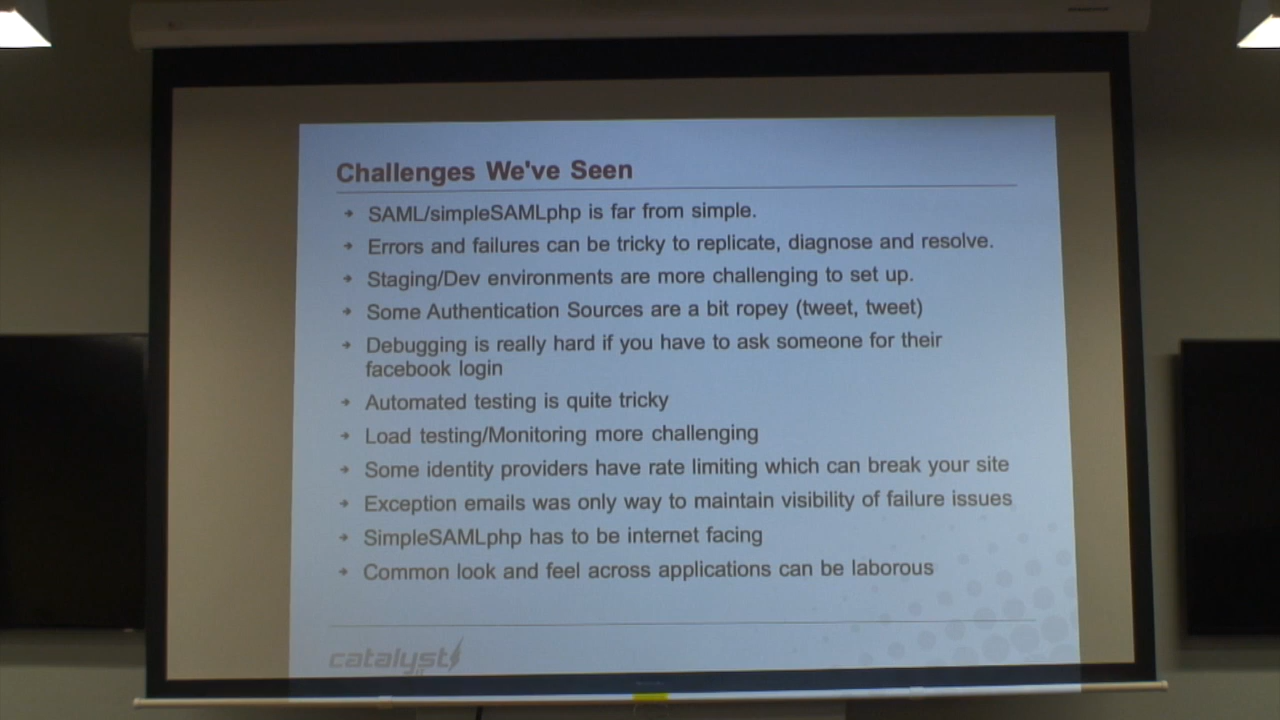 Challenges We've Seen
SAML/simpleSAMLphp is far from simple.
Errors and failures can be tricky to replicate, diagnose and resolve.
Staging/Dev environments are more challenging to set up.
Some Authentication Sources are a bit ropey (tweet, tweet)
Debugging is really hard if you have to ask someone for their
facebook login
Automated testing is quite tricky
Load testing/Monitoring more challenging
Some identity providers have rate limiting which can break your site
Exception emails was only way to maintain visibility of failure issues
SimpleSAMLphp has to be internet facing
Common look and feel across applications can be laborous
catalyst